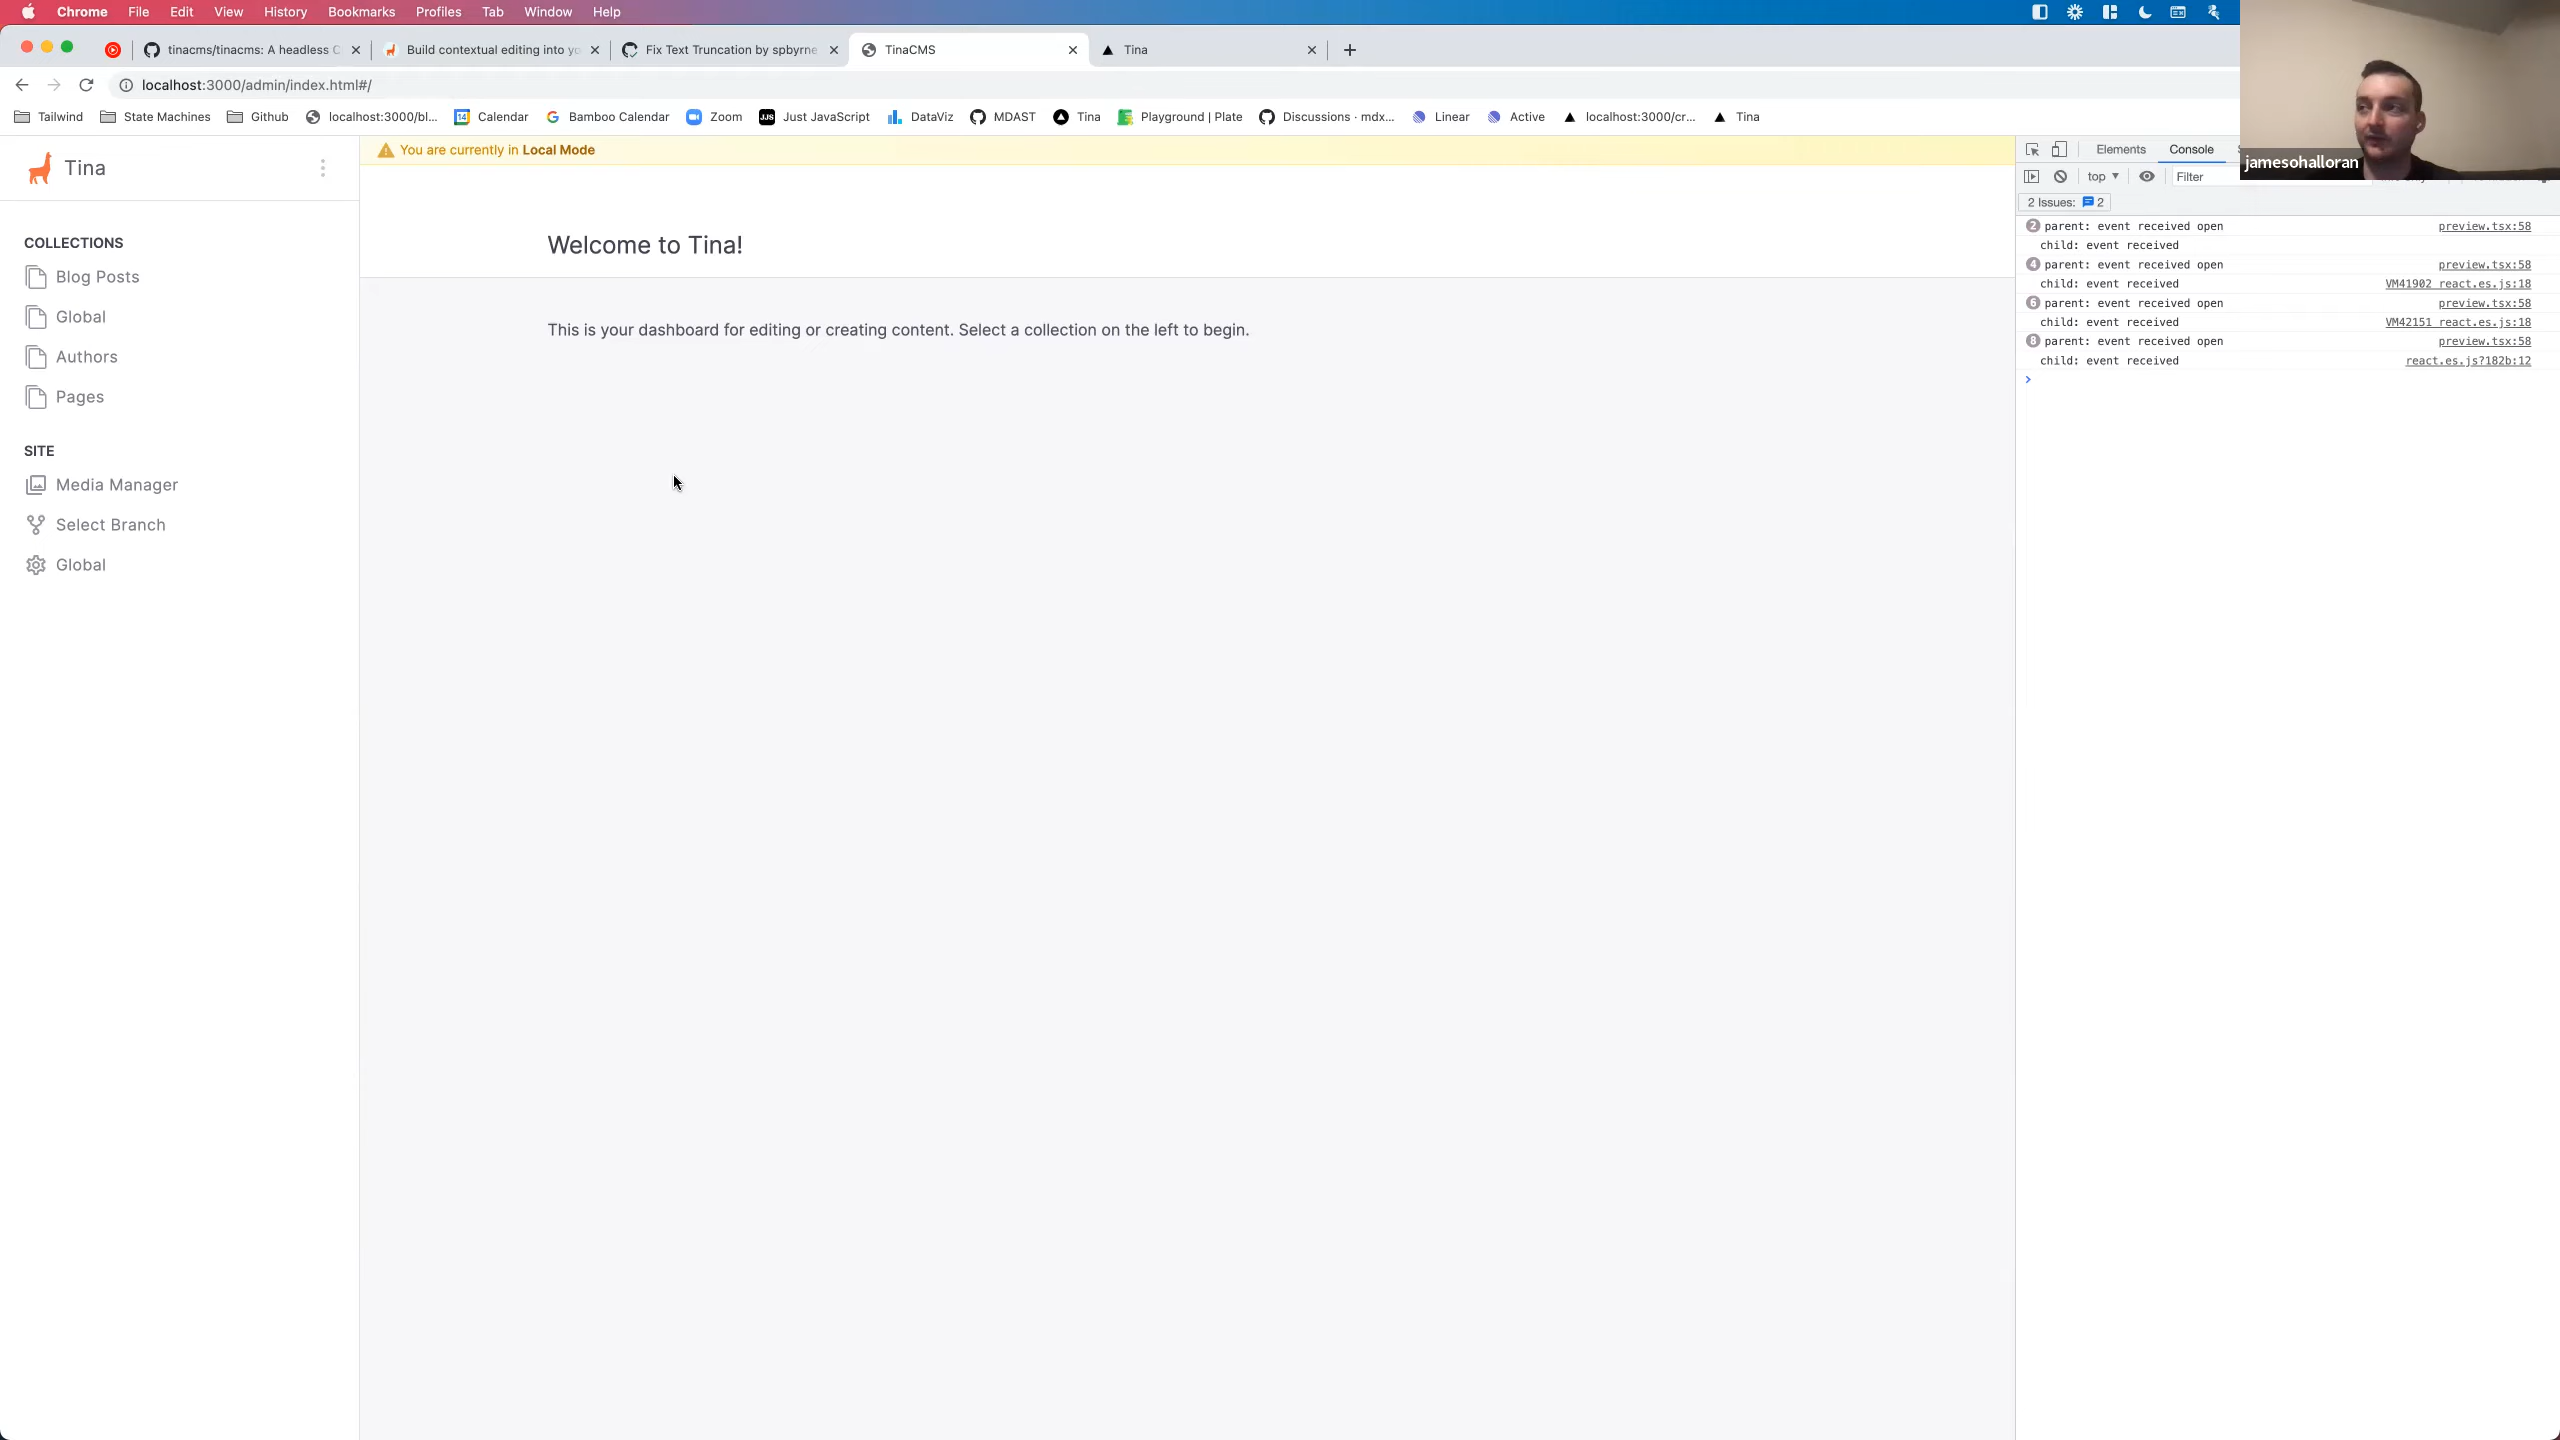 Chrome File Edit View History Bookmarks Profiles Tab Window Help
tinacms/tinacms: A headless C
Build contextual editing into yo
Fix Text Truncation by spbyrne
TinaCMS
Tina
localhost:3000/admin/index.html#/
Tailwind State Machines Github localhost:3000/bl... Calendar Bamboo Calendar Zoom Just JavaScript DataViz MDAST Tina Playground | Plate Discussions · mdx... Linear Active localhost:3000/cr... Tina
jamesohalloran
Tina
You are currently in Local Mode
Elements Console
top Filter
2 Issues: 2
COLLECTIONS
Blog Posts
Global
Authors
Pages
SITE
Media Manager
Select Branch
Global
Welcome to Tina!
This is your dashboard for editing or creating content. Select a collection on the left to begin.
2 parent: event received open preview.tsx:58
child: event received
4 parent: event received open preview.tsx:58
child: event received VM41902 react.es.js:18
6 parent: event received open preview.tsx:58
child: event received VM42151 react.es.js:18
8 parent: event received open preview.tsx:58
child: event received react.es.js?182b:12